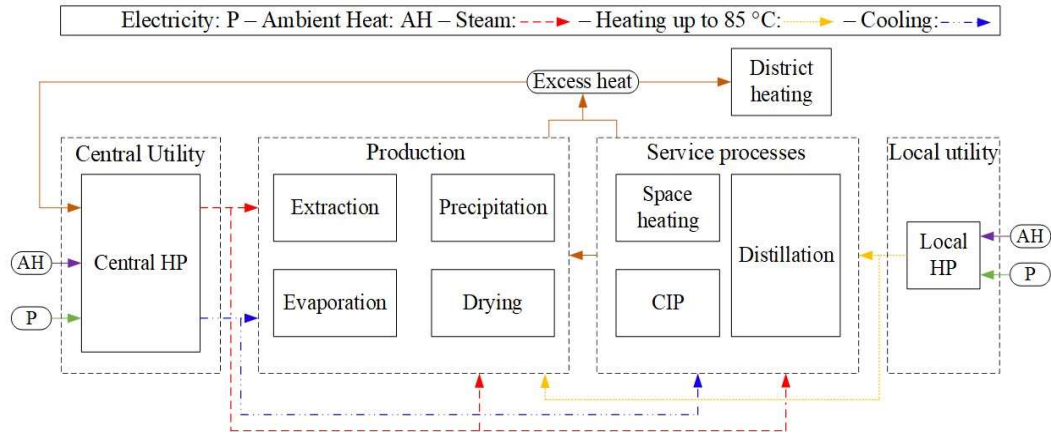 Electricity: P – Ambient Heat: AH – Steam: – Heating up to 85 °C: – Cooling:
Excess heat
District
heating
Central Utility
Production
Service processes
Local utility
Extraction
Precipitation
Space
heating
Distillation
Central HP
AH
Local
HP
AH
P
Evaporation
Drying
CIP
P